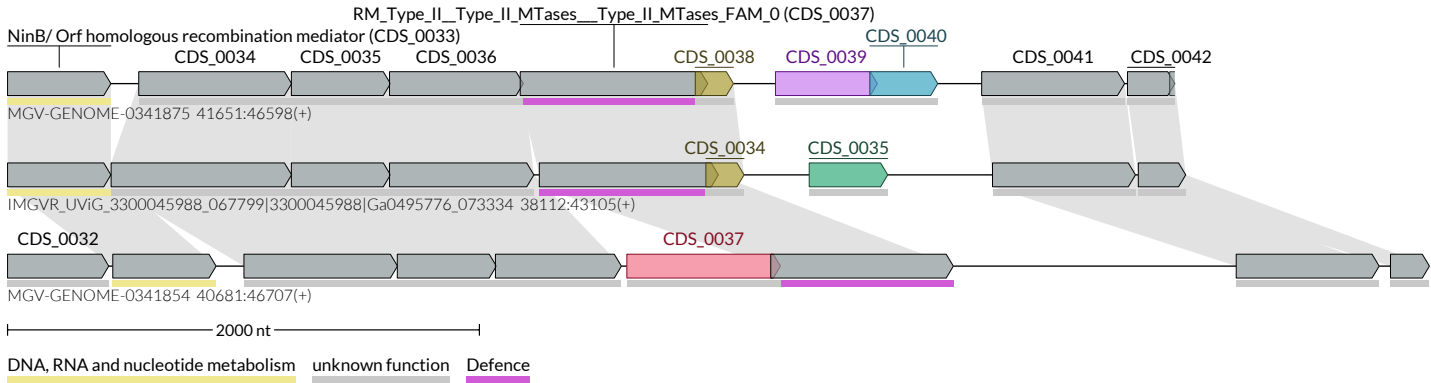 RM_Type_II__Type_II_MTases___Type_II_MTases_FAM_0 (CDS_0037)
NinB/ Orf homologous recombination mediator (CDS_0033)
CDS_0040
CDS_0034 CDS_0035 CDS_0036 CDS_0038 CDS_0039 CDS_0041 CDS_0042
MGV-GENOME-0341875 41651:46598(+)
CDS_0034 CDS_0035
IMGVR_UViG_3300045988_067799|3300045988|Ga0495776_073334 38112:43105(+)
CDS_0032 CDS_0037
MGV-GENOME-0341854 40681:46707(+)
2000 nt
DNA, RNA and nucleotide metabolism unknown function Defence